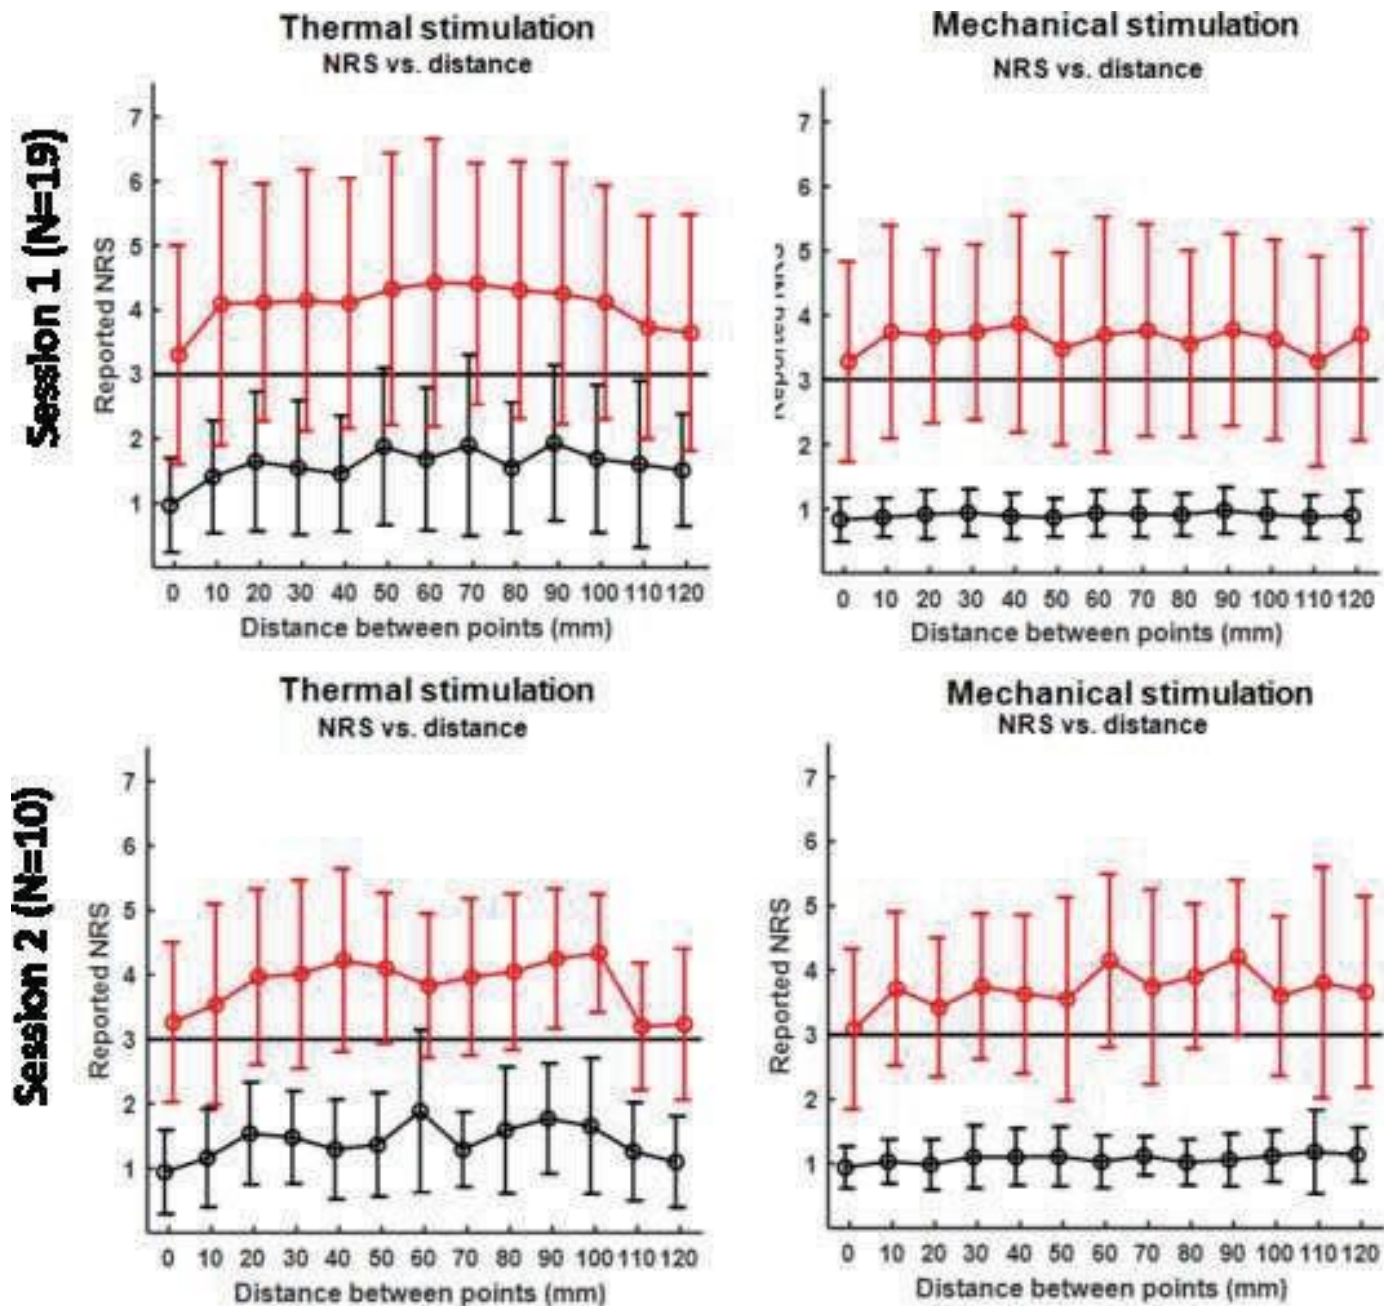 Thermal stimulation
NRS vs. distance
Mechanical stimulation
NRS vs. distance
Session 1 (N=19)
Reported NRS
7
6
5
4
3
2
1
0 10 20 30 40 50 60 70 80 90 100 110 120
Distance between points (mm)
Reported NRS
7
6
5
4
3
2
1
0 10 20 30 40 50 60 70 80 90 100 110 120
Distance between points (mm)
Thermal stimulation
NRS vs. distance
Mechanical stimulation
NRS vs. distance
Session 2 (N=10)
Reported NRS
7
6
5
4
3
2
1
0 10 20 30 40 50 60 70 80 90 100 110 120
Distance between points (mm)
Reported NRS
7
6
5
4
3
2
1
0 10 20 30 40 50 60 70 80 90 100 110 120
Distance between points (mm)